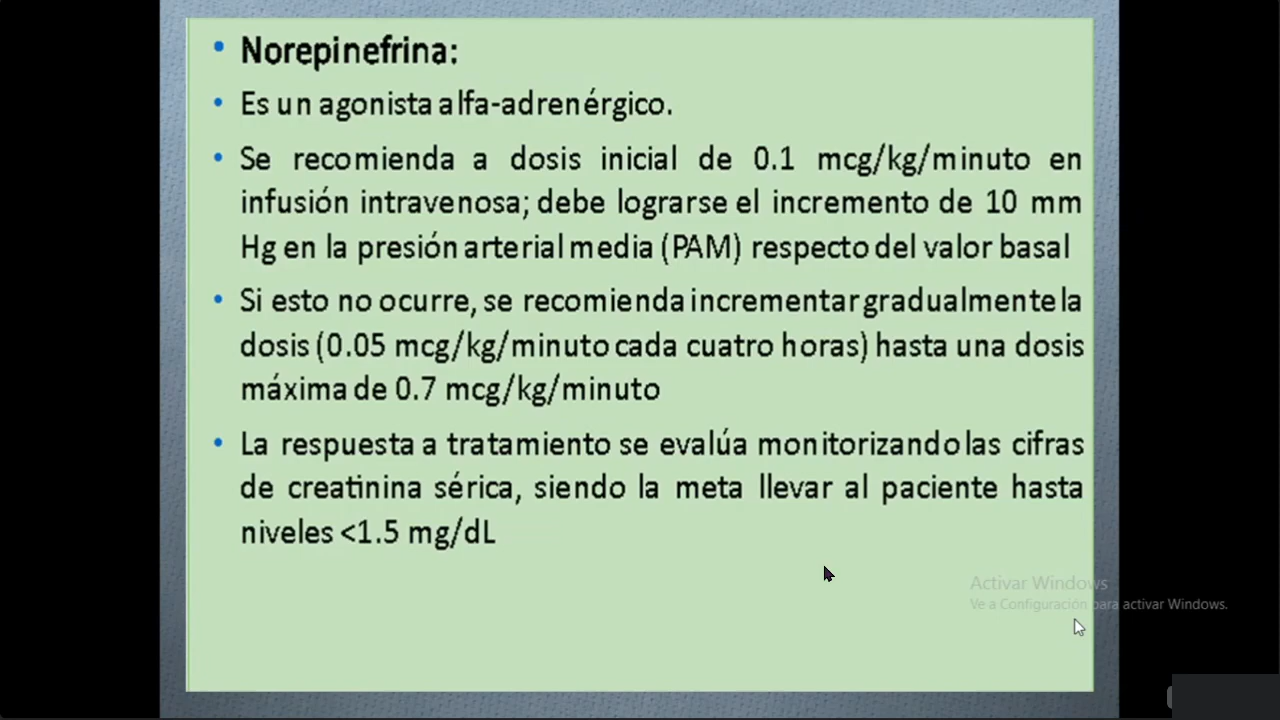 • Norepinefrina:
• Es un agonista alfa-adrenérgico.
• Se recomienda a dosis inicial de 0.1 mcg/kg/minuto en
infusión intravenosa; debe lograrse el incremento de 10 mm
Hg en la presión arterial media (PAM) respecto del valor basal
• Si esto no ocurre, se recomienda incrementar gradualmente la
dosis (0.05 mcg/kg/minuto cada cuatro horas) hasta una dosis
máxima de 0.7 mcg/kg/minuto
• La respuesta a tratamiento se evalúa monitorizando las cifras
de creatinina sérica, siendo la meta llevar al paciente hasta
niveles <1.5 mg/dL
Activar Windows
Ve a Configuración para activar Windows.